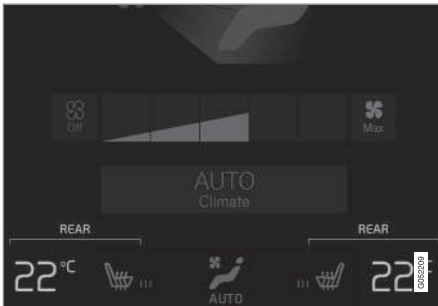 Off
Max
AUTO
Climate
REAR REAR
22°C 22
AUTO
G052209